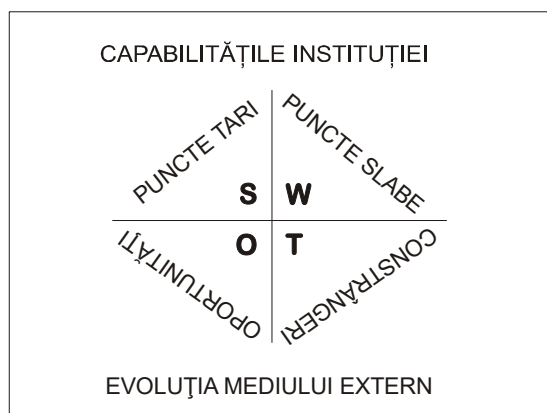 CAPABILITĂȚILE INSTITUȚIEI
PUNCTE TARI
PUNCTE SLABE
S W
O T
OPORTUNITĂȚI
CONSTRÂNGERI
EVOLUŢIA MEDIULUI EXTERN